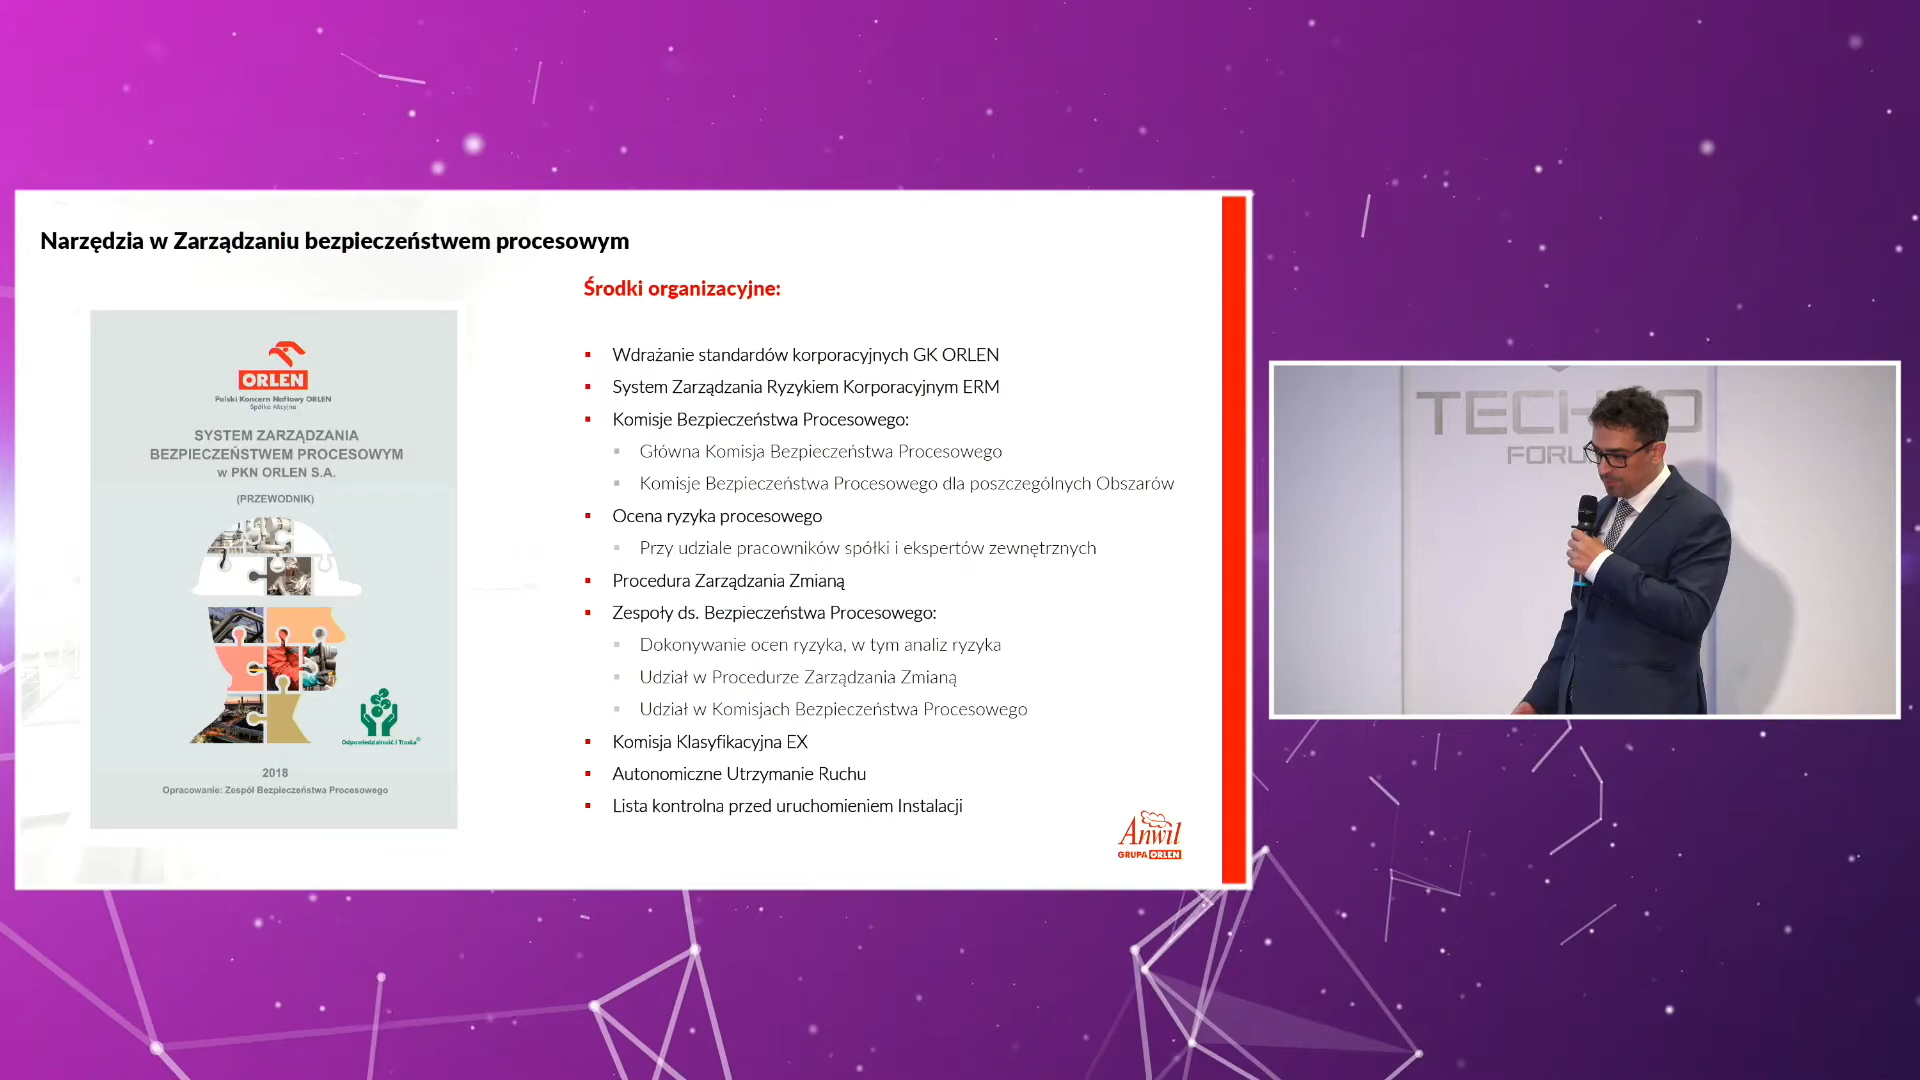 Narzędzia w Zarządzaniu bezpieczeństwem procesowym
ORLEN
Polski Koncern Naftowy ORLEN
Spółka Akcyjna
SYSTEM ZARZĄDZANIA
BEZPIECZEŃSTWEM PROCESOWYM
w PKN ORLEN S.A.
(PRZEWODNIK)
Odpowiedzialność i Troska®
2018
Opracowanie: Zespół Bezpieczeństwa Procesowego
Środki organizacyjne:
▪ Wdrażanie standardów korporacyjnych GK ORLEN
▪ System Zarządzania Ryzykiem Korporacyjnym ERM
▪ Komisje Bezpieczeństwa Procesowego:
▪ Główna Komisja Bezpieczeństwa Procesowego
▪ Komisje Bezpieczeństwa Procesowego dla poszczególnych Obszarów
▪ Ocena ryzyka procesowego
▪ Przy udziale pracowników spółki i ekspertów zewnętrznych
▪ Procedura Zarządzania Zmianą
▪ Zespoły ds. Bezpieczeństwa Procesowego:
▪ Dokonywanie ocen ryzyka, w tym analiz ryzyka
▪ Udział w Procedurze Zarządzania Zmianą
▪ Udział w Komisjach Bezpieczeństwa Procesowego
▪ Komisja Klasyfikacyjna EX
▪ Autonomiczne Utrzymanie Ruchu
▪ Lista kontrolna przed uruchomieniem Instalacji
Anwil
GRUPA ORLEN